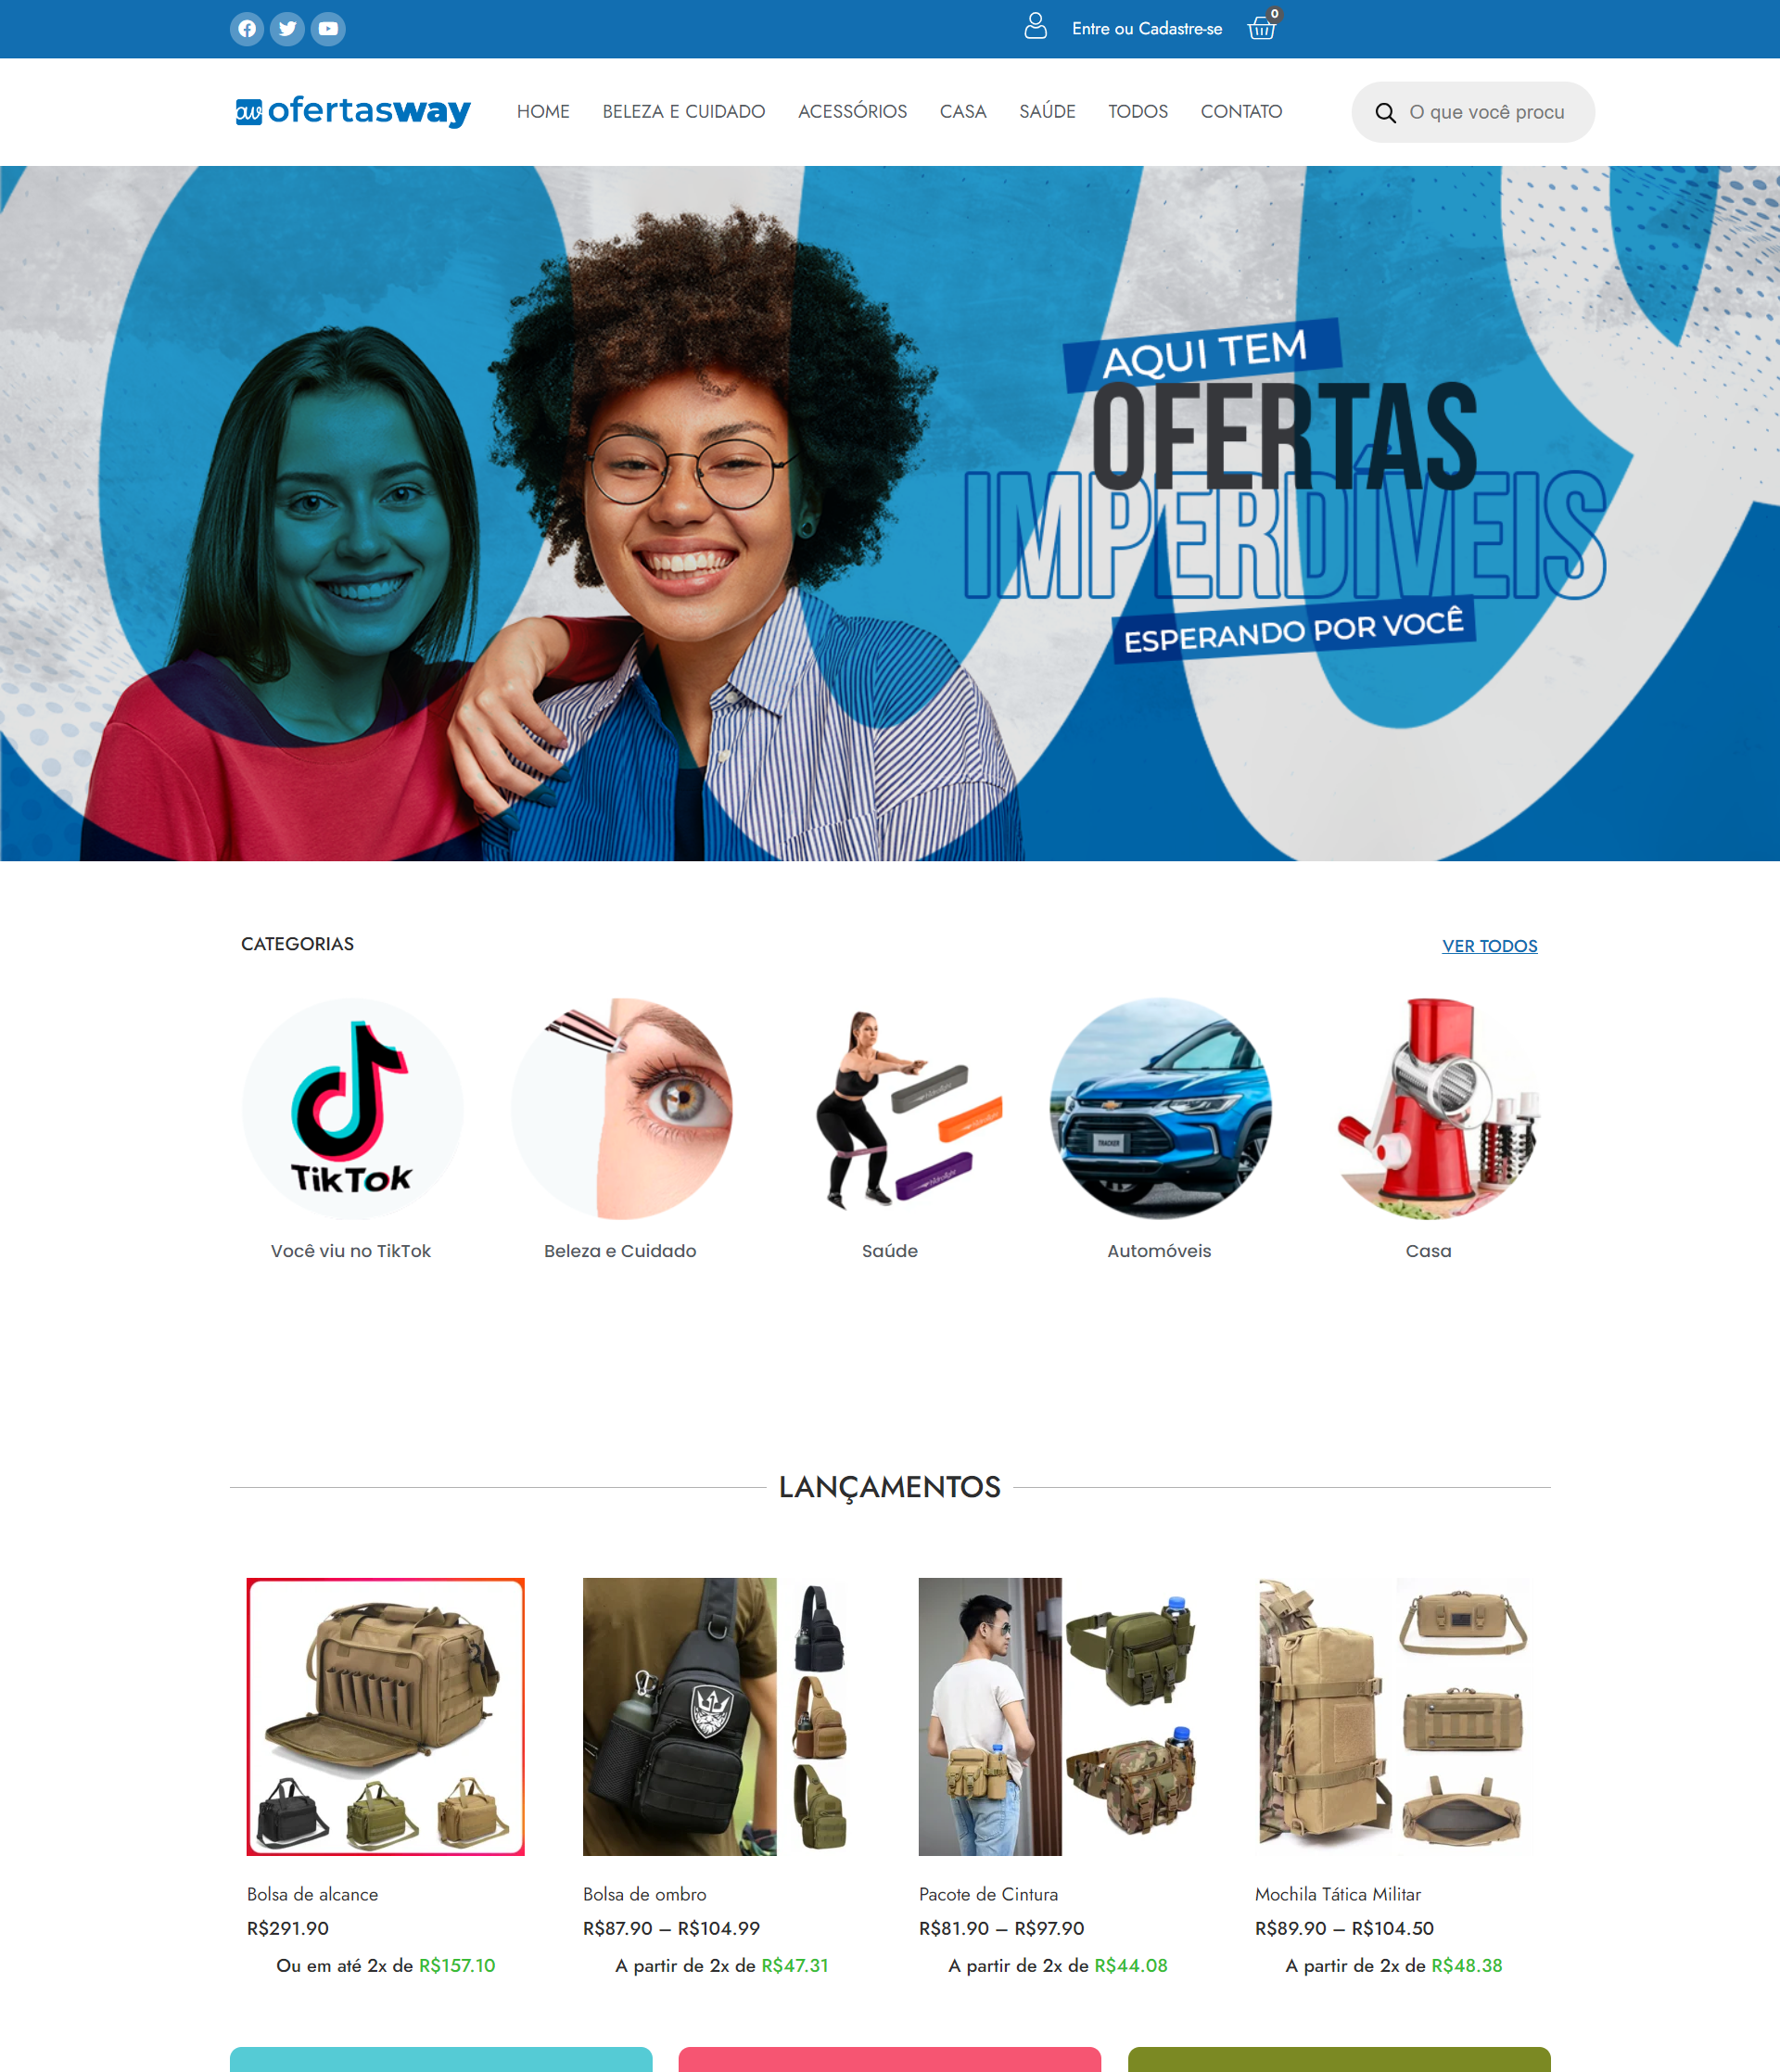 Entre ou Cadastre-se
0
ofertasway
HOME BELEZA E CUIDADO ACESSÓRIOS CASA SAÚDE TODOS CONTATO
O que você procu
AQUI TEM
OFERTAS
IMPERDÍVEIS
ESPERANDO POR VOCÊ
CATEGORIAS
VER TODOS
TikTok
TRACKER
Você viu no TikTok
Beleza e Cuidado
Saúde
Automóveis
Casa
LANÇAMENTOS
Bolsa de alcance
R$291.90
Ou em até 2x de R$157.10
Bolsa de ombro
R$87.90 – R$104.99
A partir de 2x de R$47.31
Pacote de Cintura
R$81.90 – R$97.90
A partir de 2x de R$44.08
Mochila Tática Militar
R$89.90 – R$104.50
A partir de 2x de R$48.38